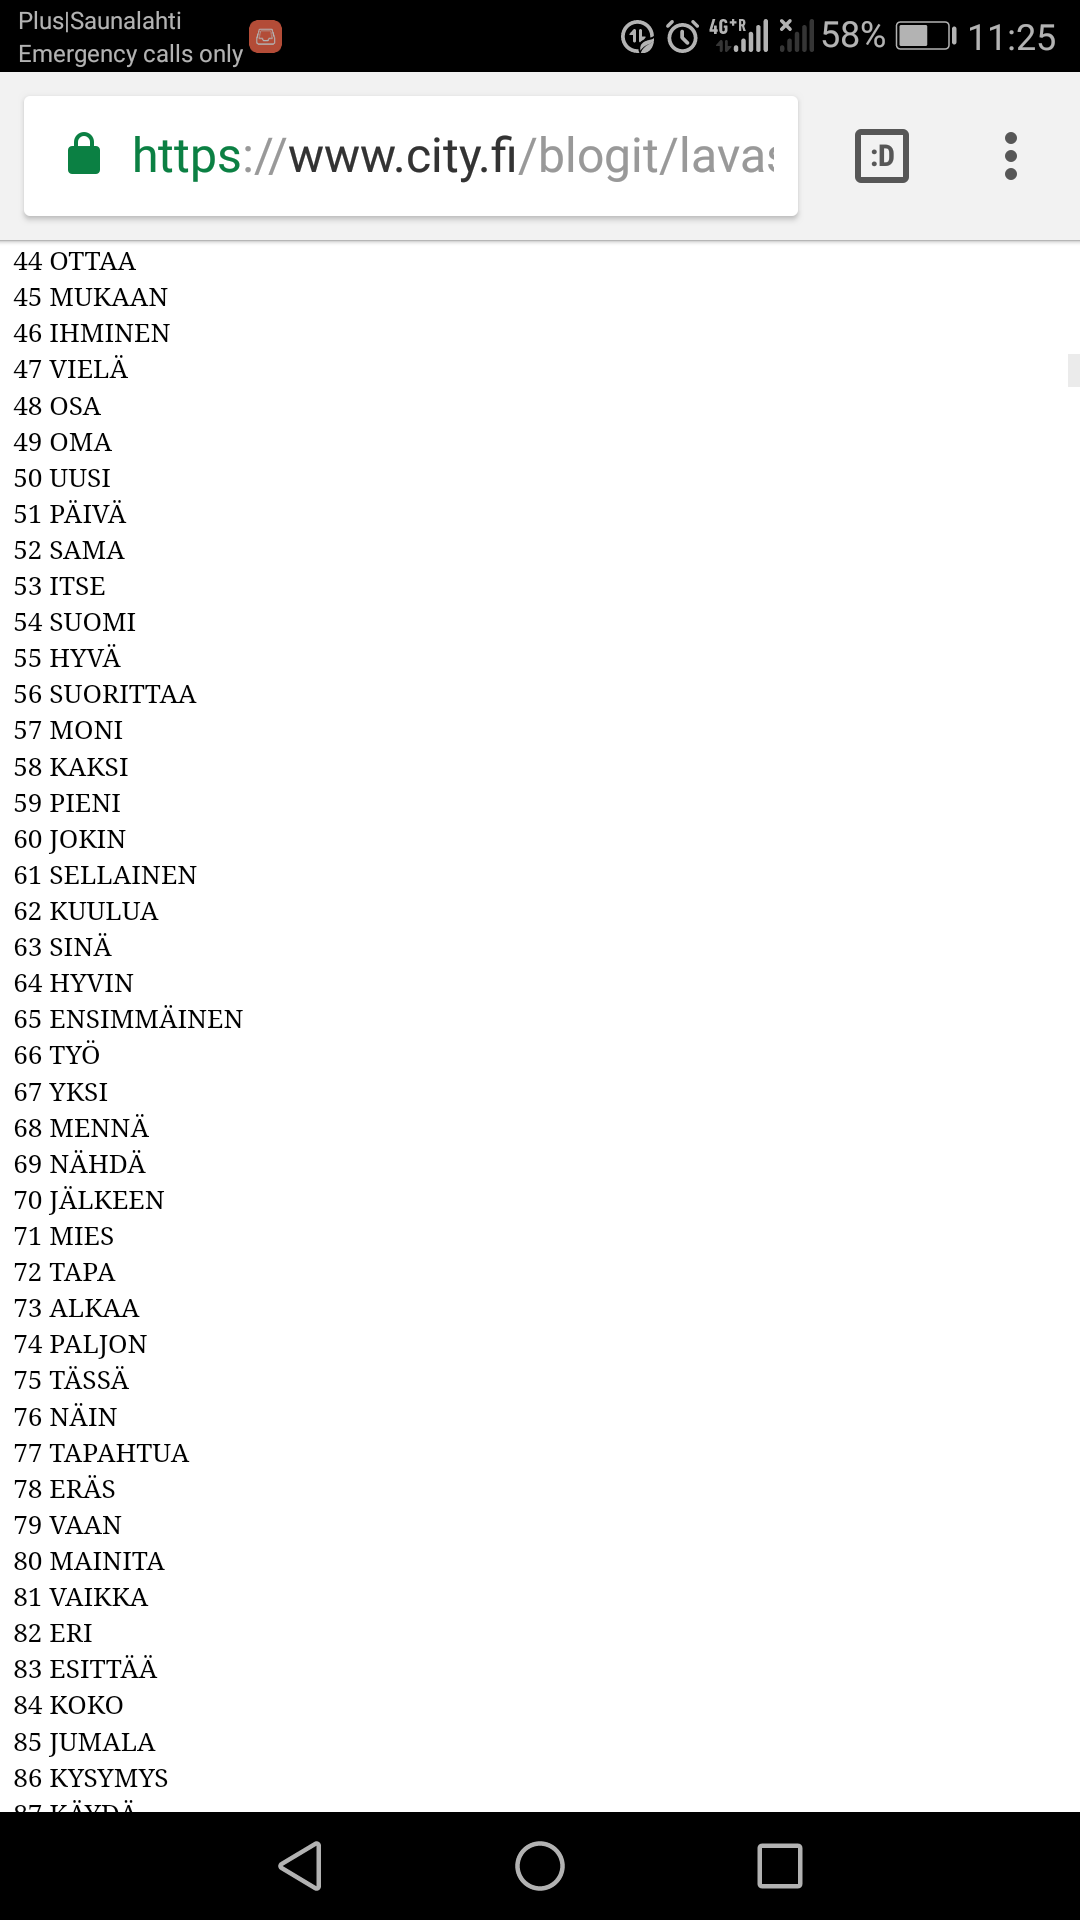 Plus|Saunalahti
Emergency calls only
4G+R 58% 11:25
https://www.city.fi/blogit/lavas
:D
44 OTTAA
45 MUKAAN
46 IHMINEN
47 VIELÄ
48 OSA
49 OMA
50 UUSI
51 PÄIVÄ
52 SAMA
53 ITSE
54 SUOMI
55 HYVÄ
56 SUORITTAA
57 MONI
58 KAKSI
59 PIENI
60 JOKIN
61 SELLAINEN
62 KUULUA
63 SINÄ
64 HYVIN
65 ENSIMMÄINEN
66 TYÖ
67 YKSI
68 MENNÄ
69 NÄHDÄ
70 JÄLKEEN
71 MIES
72 TAPA
73 ALKAA
74 PALJON
75 TÄSSÄ
76 NÄIN
77 TAPAHTUA
78 ERÄS
79 VAAN
80 MAINITA
81 VAIKKA
82 ERI
83 ESITTÄÄ
84 KOKO
85 JUMALA
86 KYSYMYS
87 KÄYDÄ